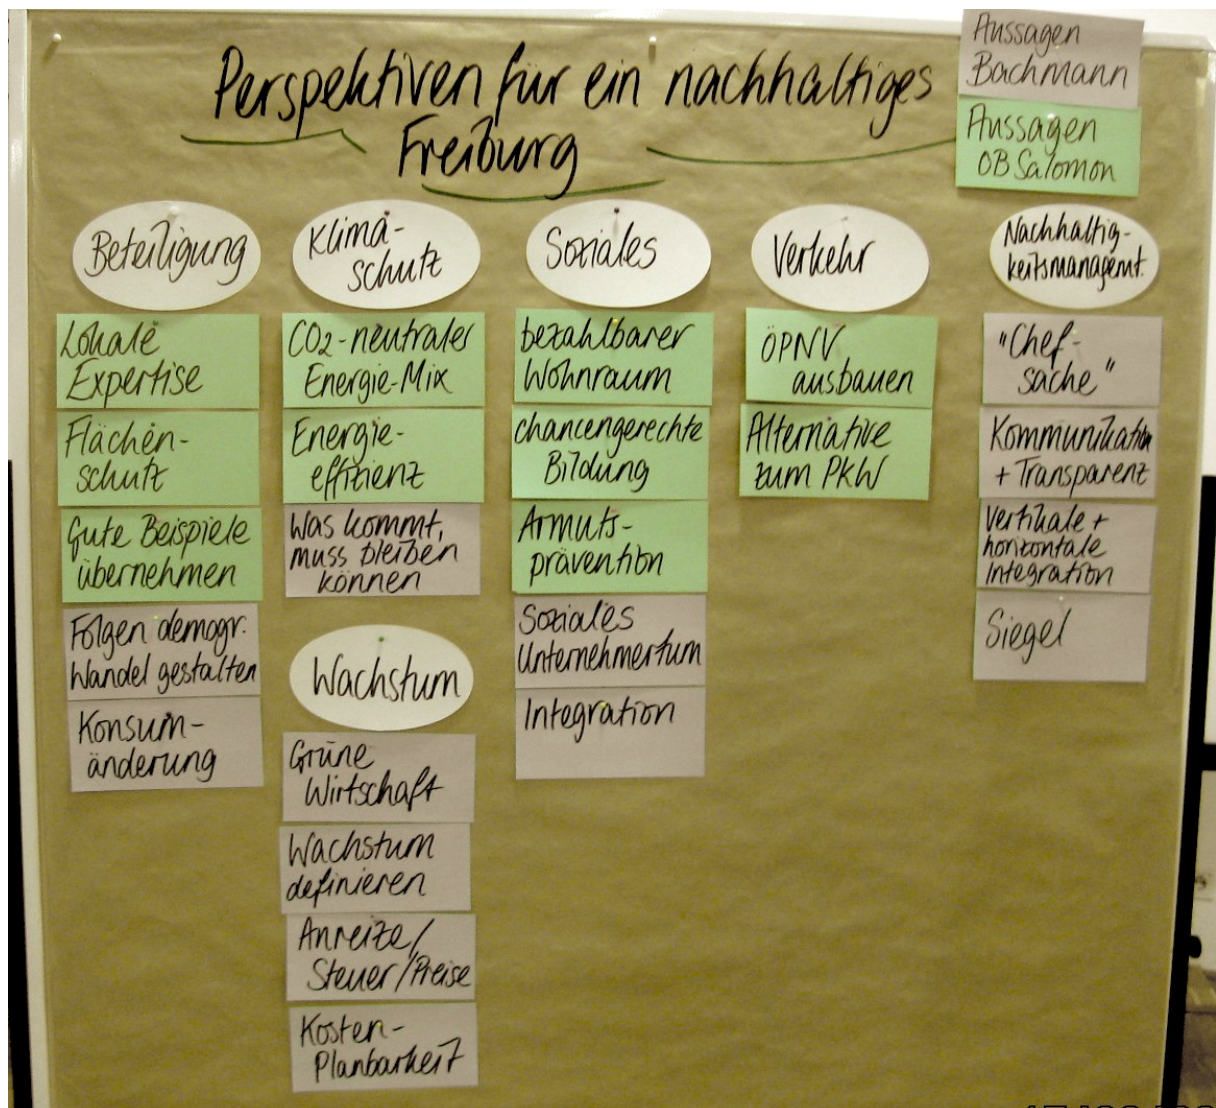 Perspektiven für ein nachhaltiges
Freiburg
Aussagen
Bachmann
Aussagen
OB Salomon
Beteiligung
Lokale
Expertise
Flächen-
schutz
Gute Beispiele
übernehmen
Folgen demogr.
Wandel gestalten
Konsum-
änderung
Klima-
schutz
CO2-neutraler
Energie-Mix
Energie-
effizienz
Was kommt,
muss bleiben
können
Wachstum
Grüne
Wirtschaft
Wachstum
definieren
Anreize/
Steuer/Preise
Kosten-
Planbarkeit
Soziales
bezahlbarer
Wohnraum
chancengerechte
Bildung
Armuts-
prävention
Soziales
Unternehmertum
Integration
Verkehr
ÖPNV
ausbauen
Alternative
zum PKW
Nachhaltig-
keitsmanagemt.
"Chef-
sache"
Kommunikation
+ Transparenz
Vertikale +
horizontale
Integration
Siegel